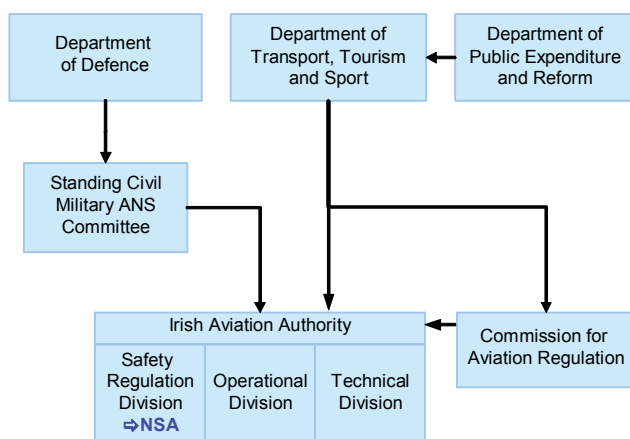 Department
of Defence
Department of
Transport, Tourism
and Sport
Department of
Public Expenditure
and Reform
Standing Civil
Military ANS
Committee
Irish Aviation Authority
Safety
Regulation
Division
⇨NSA
Operational
Division
Technical
Division
Commission for
Aviation Regulation